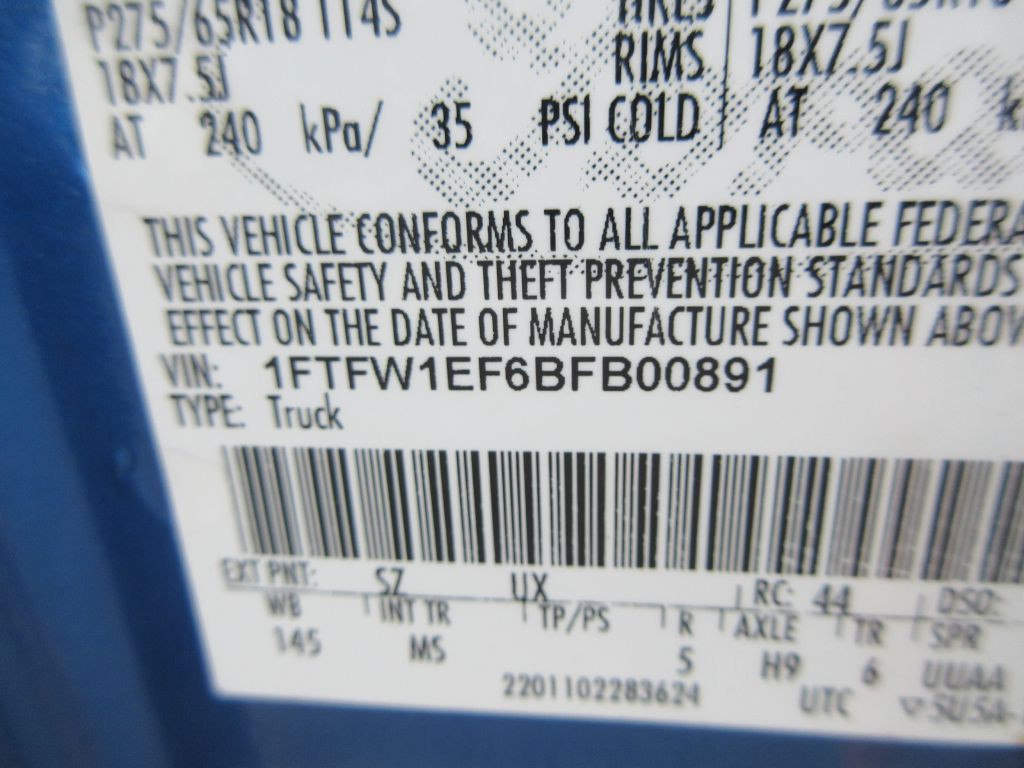 P275/65R18 114S
18X7.5J RIMS 18X7.5J
AT 240 kPa/ 35 PSI COLD AT 240
THIS VEHICLE CONFORMS TO ALL APPLICABLE FEDERA
VEHICLE SAFETY AND THEFT PREVENTION STANDARDS
EFFECT ON THE DATE OF MANUFACTURE SHOWN ABOV
VIN: 1FTFW1EF6BFB00891
TYPE: Truck
EXT PNT: SZ UX RC: 44 DSO:
WB INT TR TP/PS R AXLE TR SPR
145 MS 5 H9 6 UUAA
2201102283624 UTC ▽5U5A-